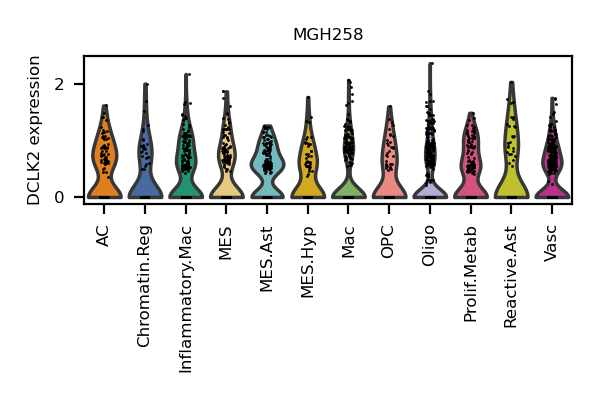 MGH258
DCLK2 expression
2
0
AC
Chromatin.Reg
Inflammatory.Mac
MES
MES.Ast
MES.Hyp
Mac
OPC
Oligo
Prolif.Metab
Reactive.Ast
Vasc